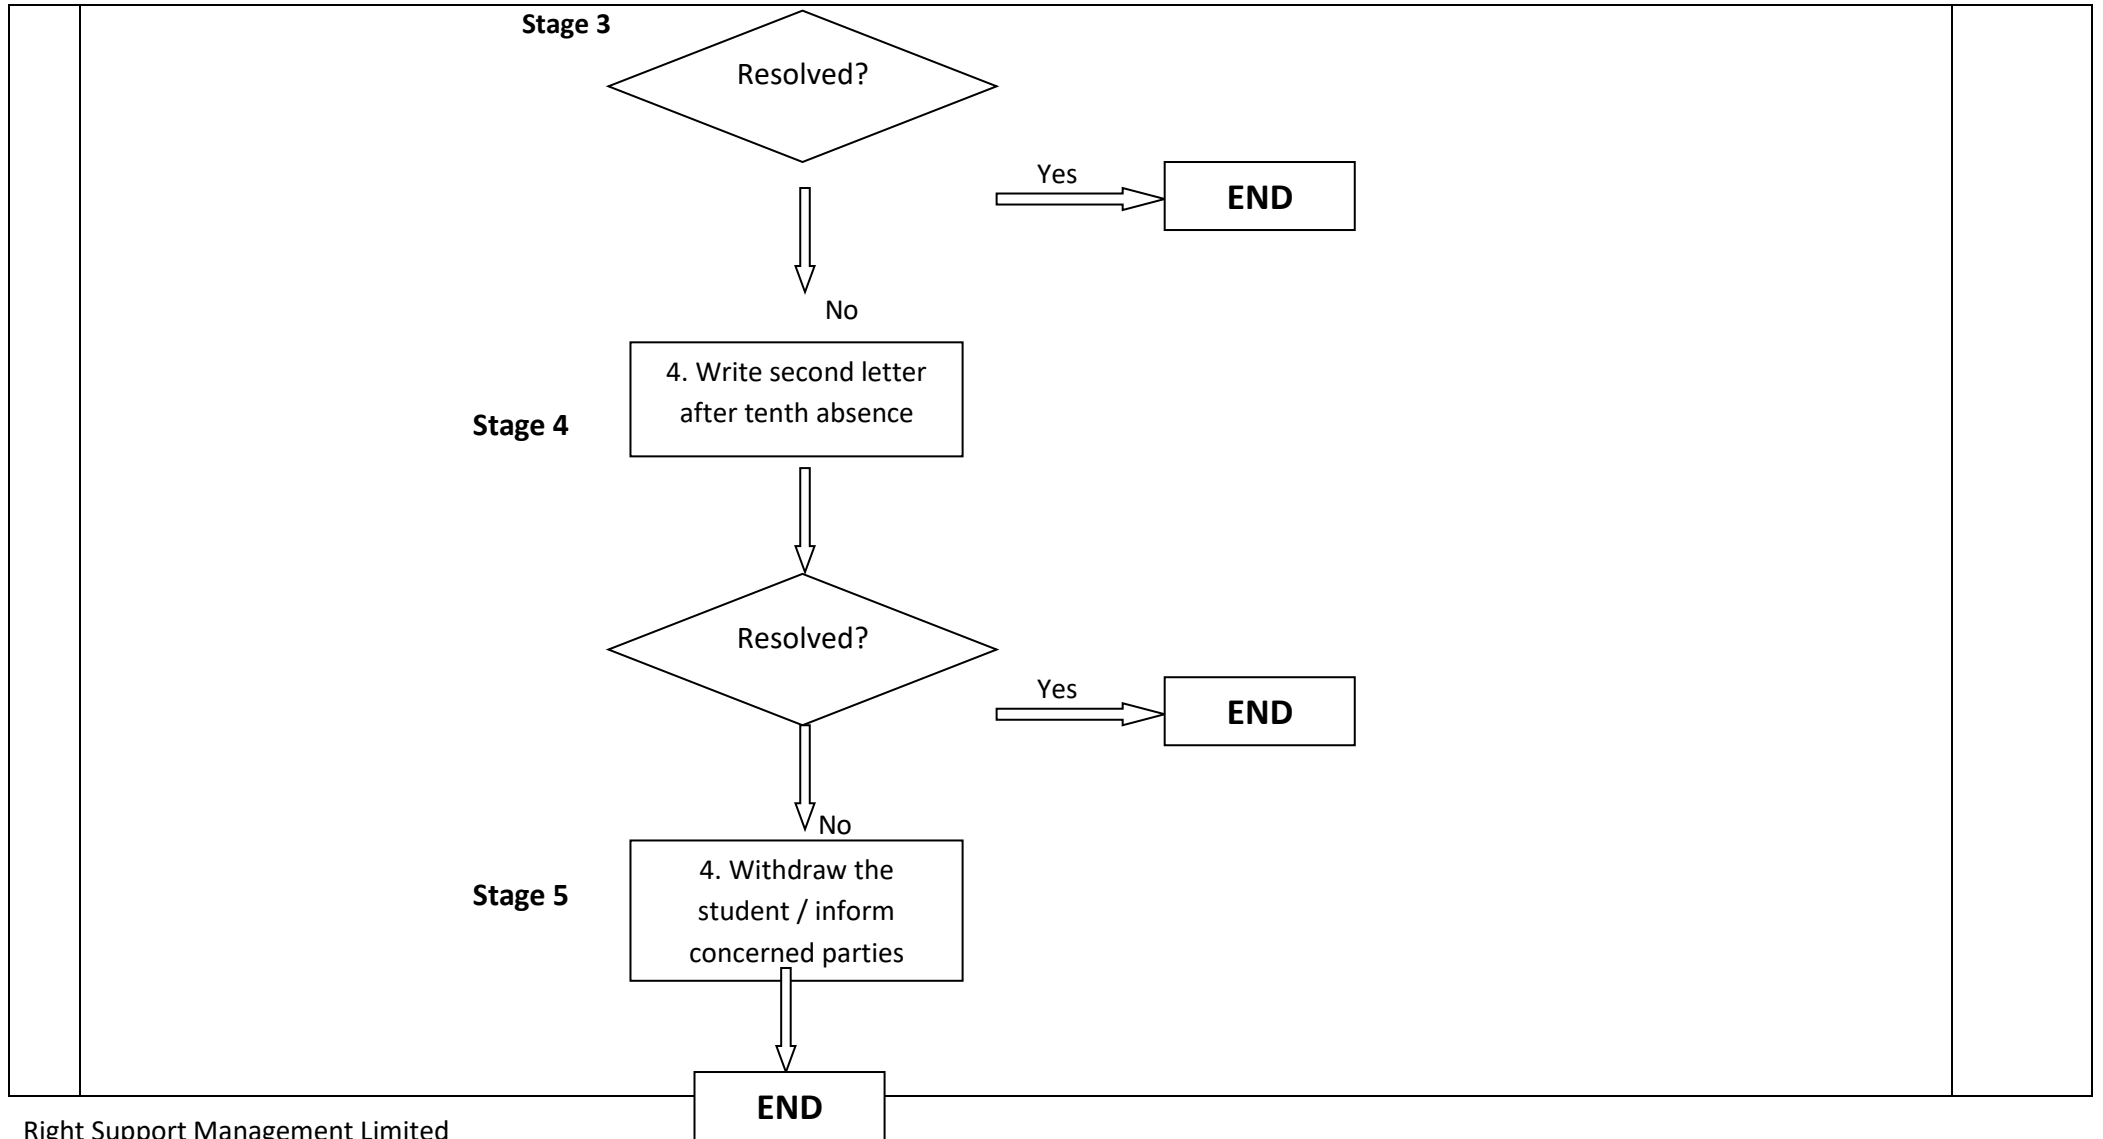 Stage 3
Resolved?
Yes
END
No
4. Write second letter
after tenth absence
Stage 4
Resolved?
Yes
END
No
4. Withdraw the
student / inform
concerned parties
Stage 5
END
Right Support Management Limited